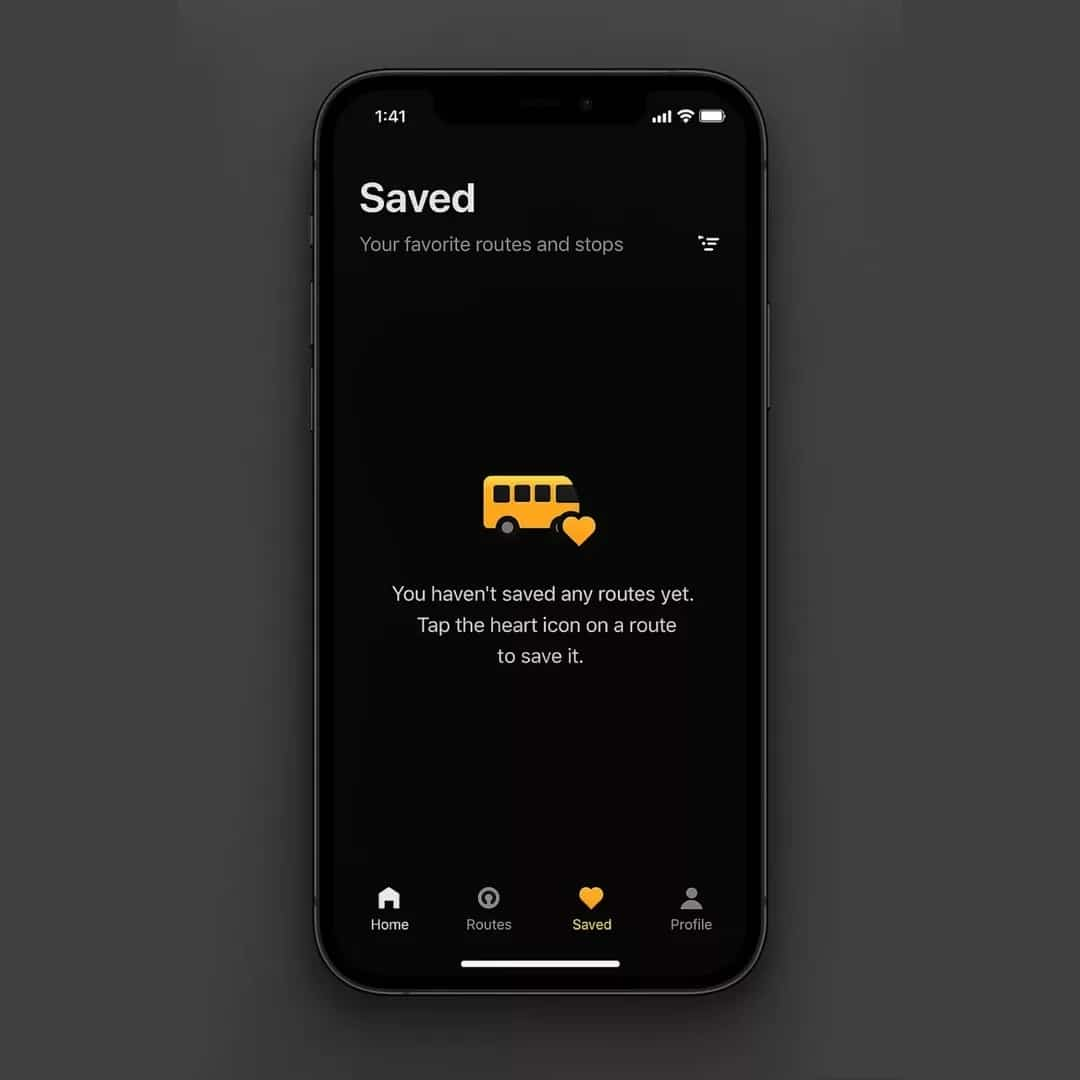 1:41
Saved
Your favorite routes and stops
You haven't saved any routes yet.
Tap the heart icon on a route
to save it.
Home
Routes
Saved
Profile